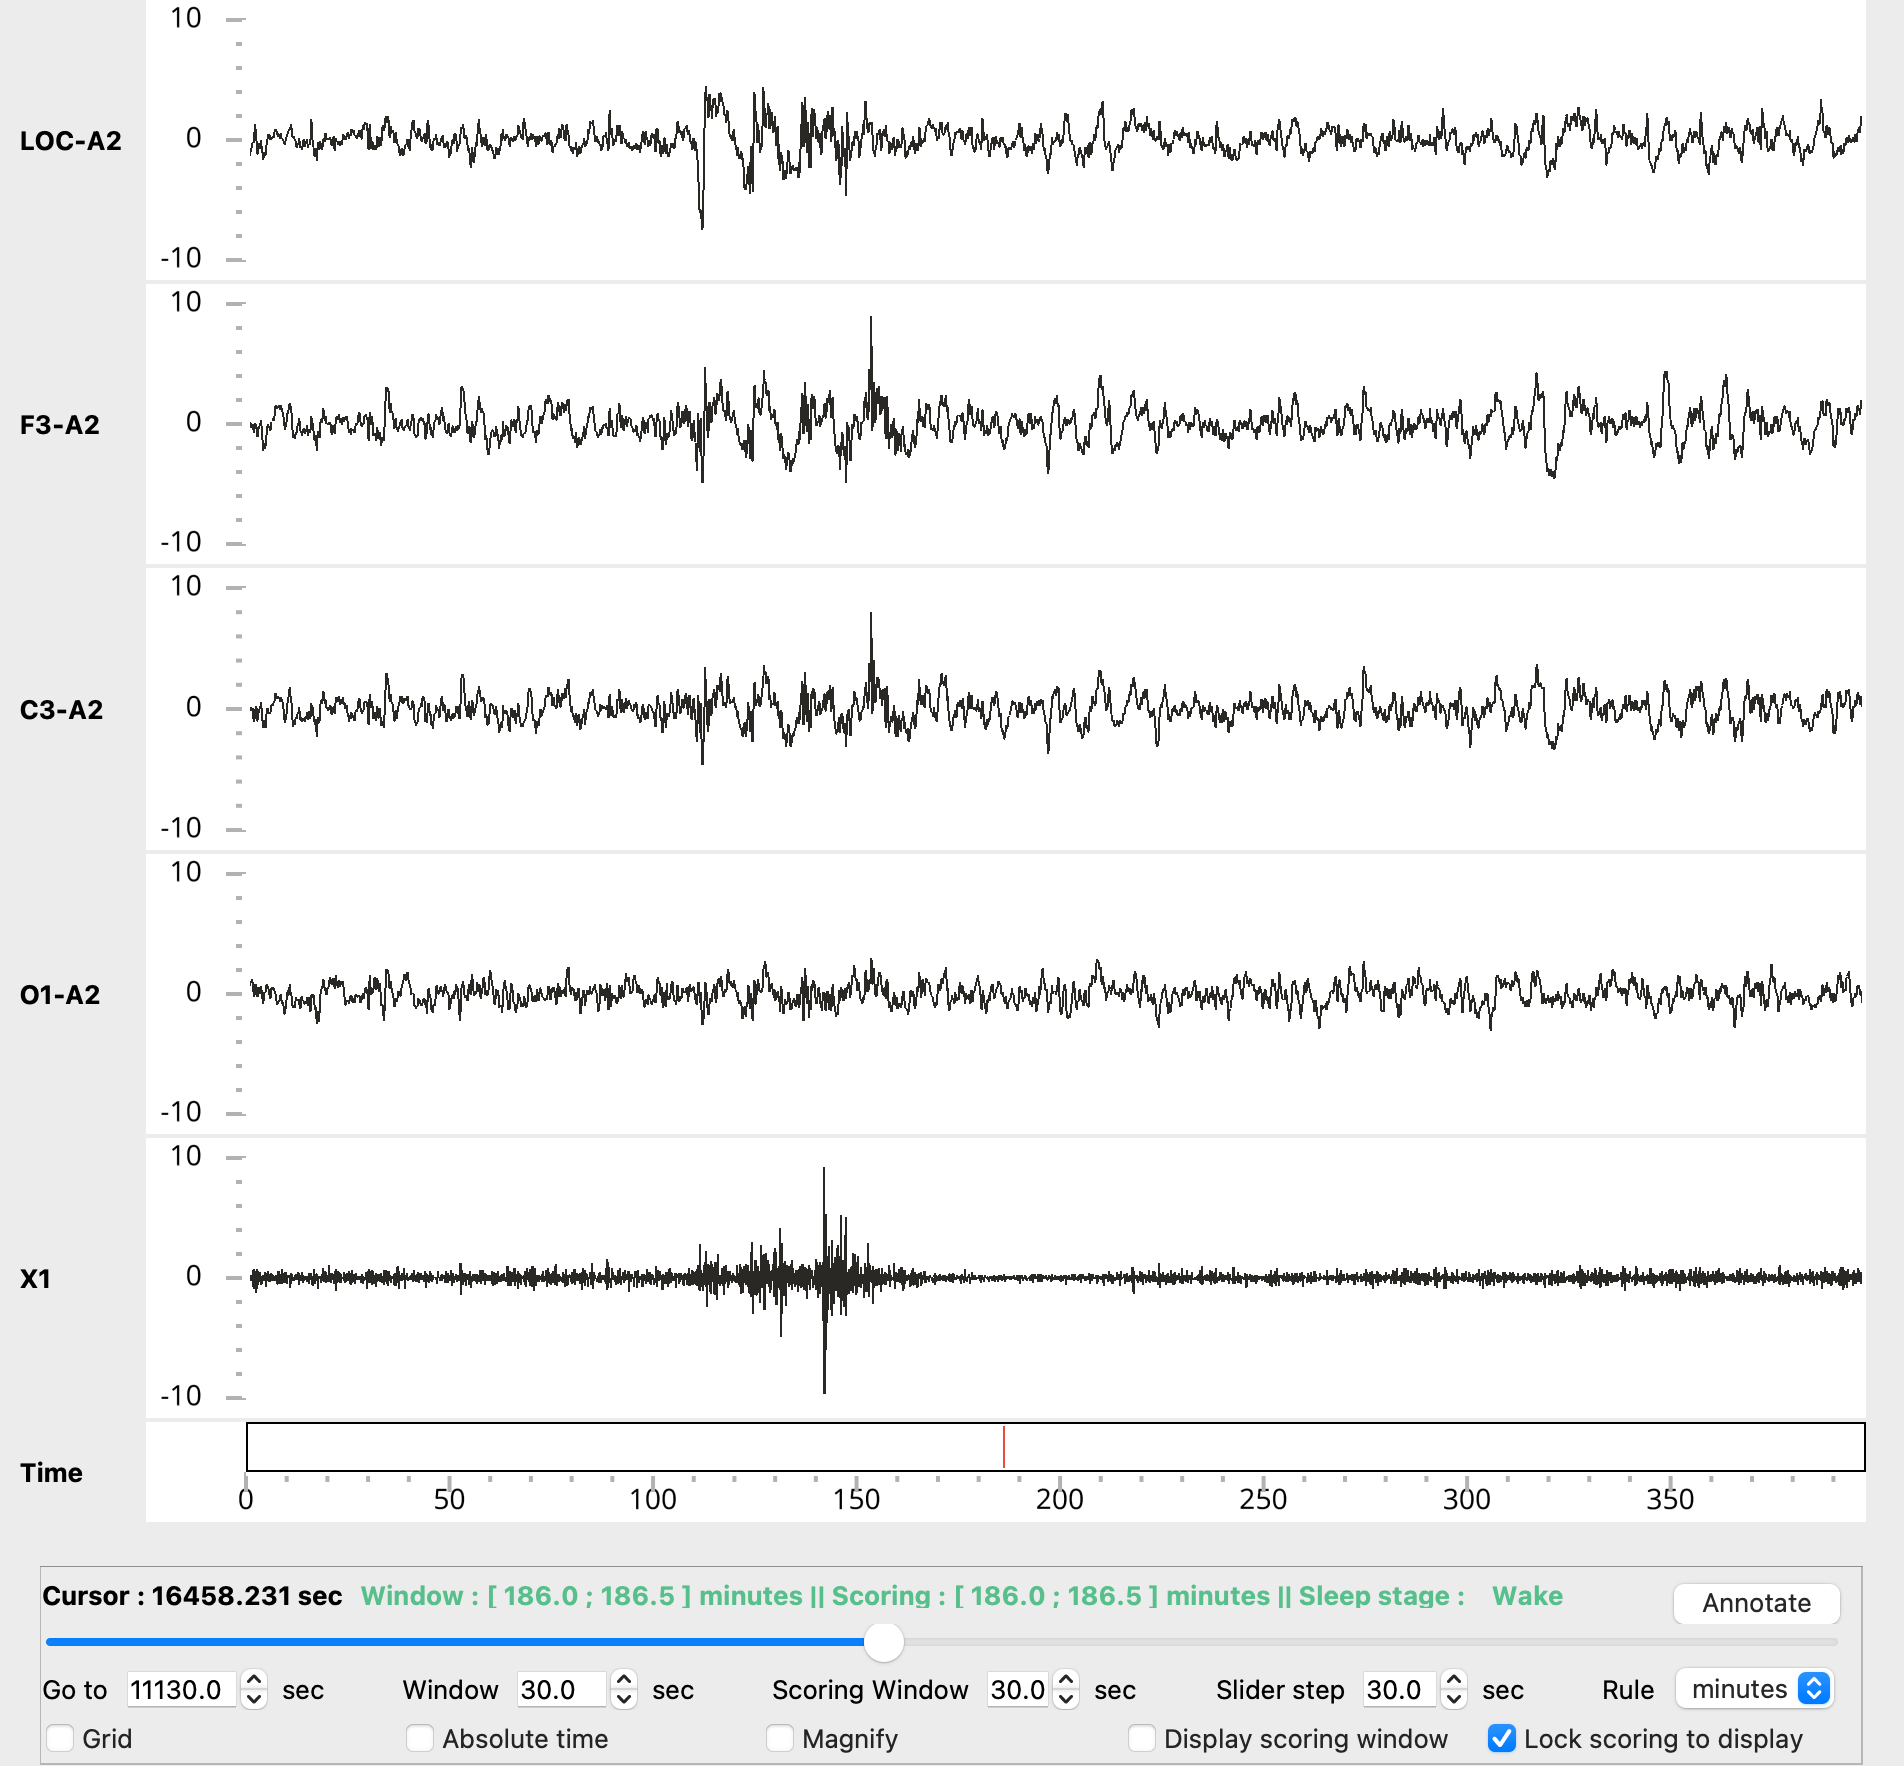 10
LOC-A2
0
-10
10
F3-A2
0
-10
10
C3-A2
0
-10
10
O1-A2
0
-10
10
X1
0
-10
Time
0 50 100 150 200 250 300 350
Cursor : 16458.231 sec Window : [ 186.0 ; 186.5 ] minutes || Scoring : [ 186.0 ; 186.5 ] minutes || Sleep stage : Wake Annotate
Go to 11130.0 sec Window 30.0 sec Scoring Window 30.0 sec Slider step 30.0 sec Rule minutes
Grid Absolute time Magnify Display scoring window Lock scoring to display